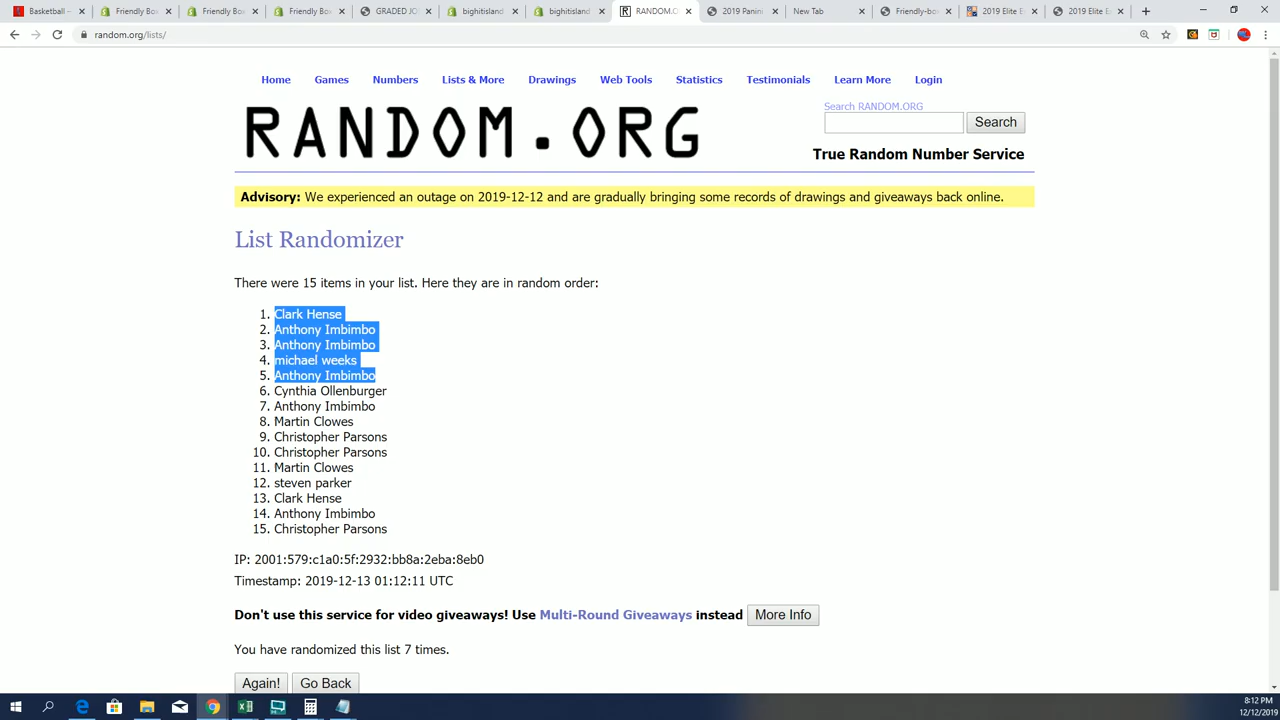 Basketball -
Friendly Box
Friendly Box
Friendly Box
GRADED JO
bighitisland
bighitisland
RANDOM.O
2019 Panini
New Tab
Friendly-box
2019 Elite E
2019 Elite E
random.org/lists/
Home Games Numbers Lists & More Drawings Web Tools Statistics Testimonials Learn More Login
RANDOM.ORG
Search RANDOM.ORG
Search
True Random Number Service
Advisory: We experienced an outage on 2019-12-12 and are gradually bringing some records of drawings and giveaways back online.
List Randomizer
There were 15 items in your list. Here they are in random order:
1. Clark Hense
2. Anthony Imbimbo
3. Anthony Imbimbo
4. michael weeks
5. Anthony Imbimbo
6. Cynthia Ollenburger
7. Anthony Imbimbo
8. Martin Clowes
9. Christopher Parsons
10. Christopher Parsons
11. Martin Clowes
12. steven parker
13. Clark Hense
14. Anthony Imbimbo
15. Christopher Parsons
IP: 2001:579:c1a0:5f:2932:bb8a:2eba:8eb0
Timestamp: 2019-12-13 01:12:11 UTC
Don't use this service for video giveaways! Use Multi-Round Giveaways instead More Info
You have randomized this list 7 times.
Again! Go Back
8:12 PM
12/12/2019